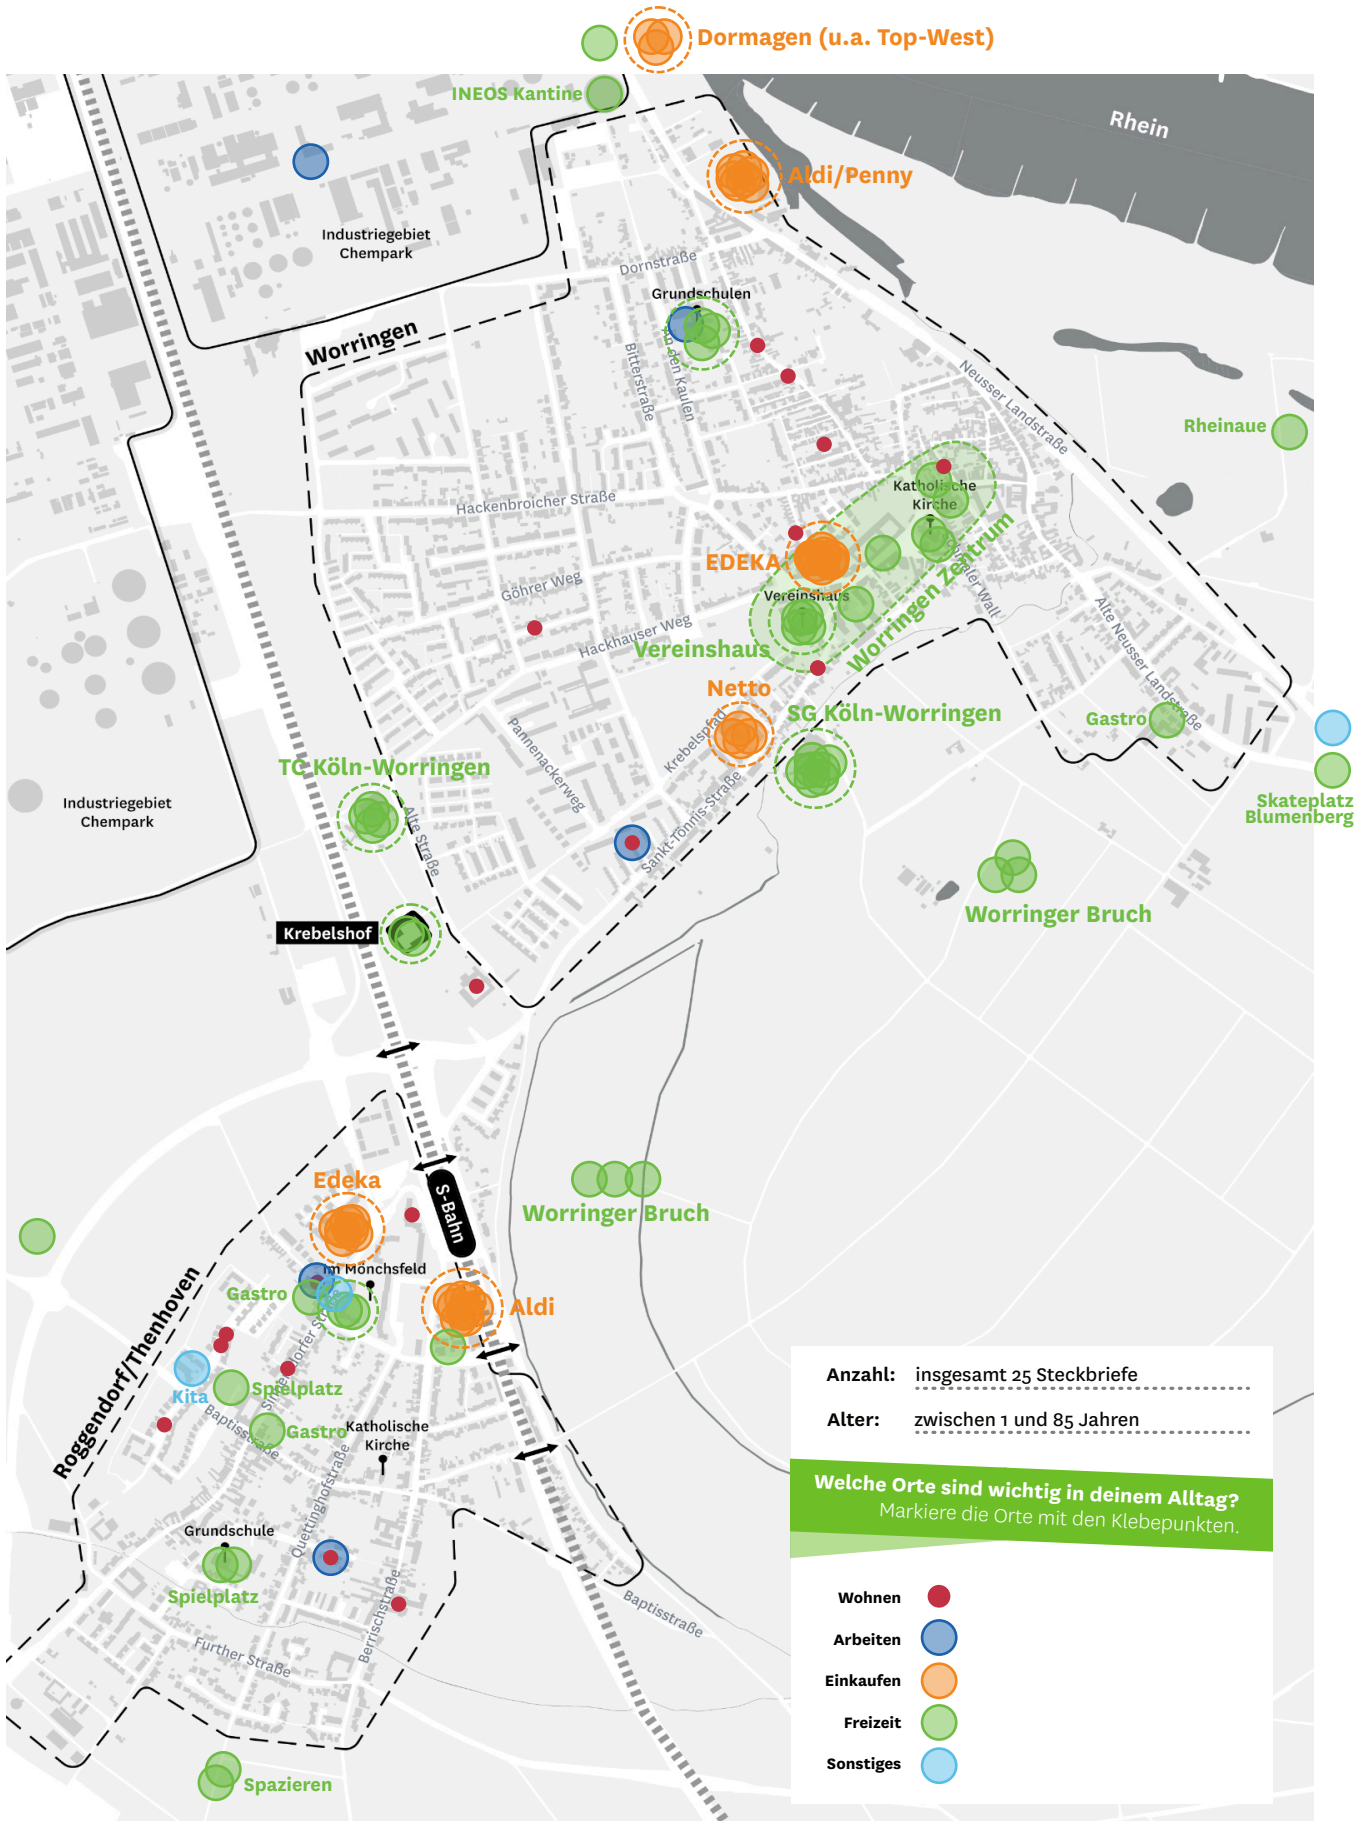 Dormagen (u.a. Top-West)
INEOS Kantine
Rhein
Aldi/Penny
Industriegebiet
Chempark
Dornstraße
Grundschulen
Worringen
Bitterstraße
In den Kaulen
Neusser Landstraße
Rheinaue
Katholische
Kirche
Hackenbroicher Straße
EDEKA
Göhrer Weg
Vereinshaus
Worringen Zentrum
Hackhauser Weg
Vereinshaus
Alte Neusser Landstraße
Netto
SG Köln-Worringen
Gastro
Krebelspfad
Pannenackerweg
TC Köln-Worringen
Industriegebiet
Chempark
Alte Straße
Sankt-Tönnis-Straße
Skateplatz
Blumenberg
Krebelshof
Worringer Bruch
S-Bahn
Edeka
Worringer Bruch
Im Mönchsfeld
Gastro
Aldi
Roggendorf/Thenhoven
Kita
Spielplatz
Baptisstraße
Gastro
Katholische
Kirche
Quettinghofstraße
Grundschule
Spielplatz
Berrischstraße
Baptisstraße
Further Straße
Spazieren
Anzahl: insgesamt 25 Steckbriefe
Alter: zwischen 1 und 85 Jahren
Welche Orte sind wichtig in deinem Alltag?
Markiere die Orte mit den Klebepunkten.
Wohnen
Arbeiten
Einkaufen
Freizeit
Sonstiges